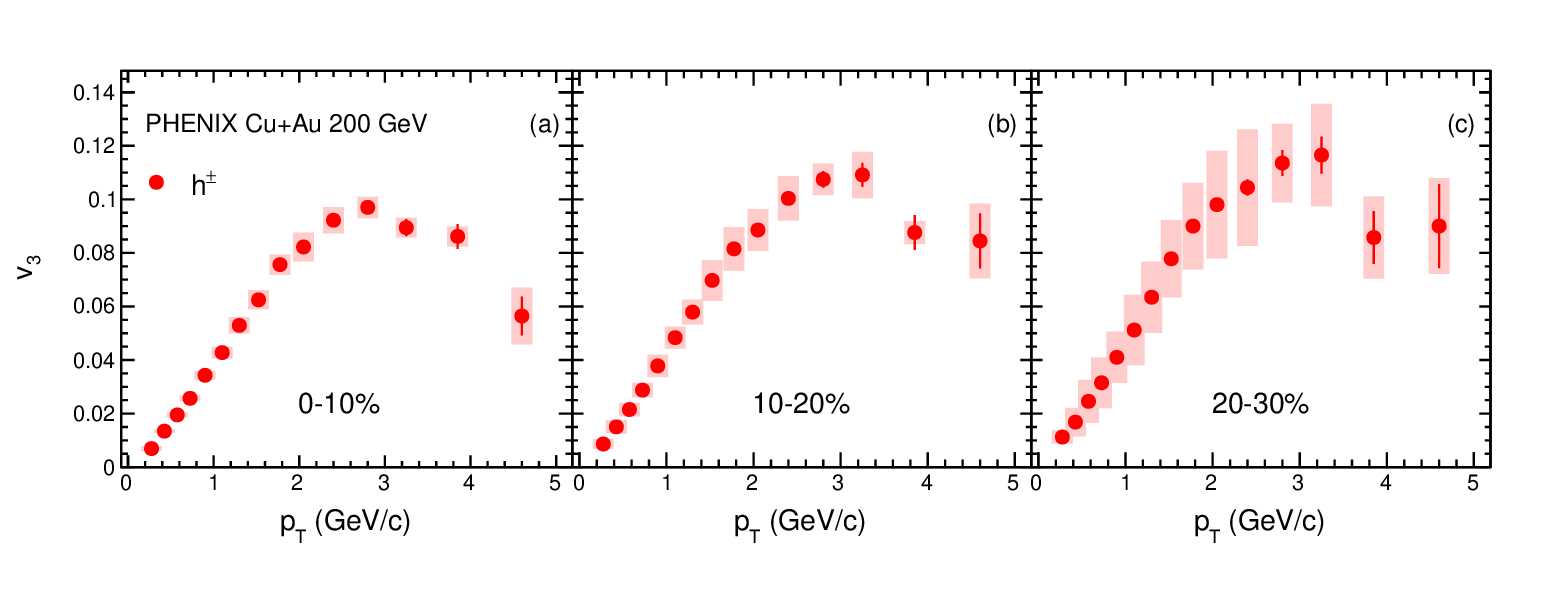 PHENIX Cu+Au 200 GeV
(a)
(b)
(c)
h±
0-10%
10-20%
20-30%
v3
0.14
0.12
0.1
0.08
0.06
0.04
0.02
0
0 1 2 3 4 5
0 1 2 3 4 5
0 1 2 3 4 5
pT (GeV/c)
pT (GeV/c)
pT (GeV/c)